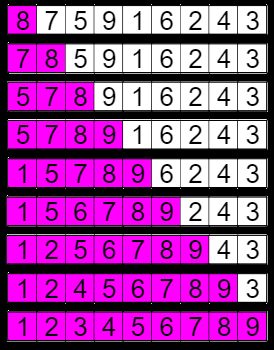 8 7 5 9 1 6 2 4 3
7 8 5 9 1 6 2 4 3
5 7 8 9 1 6 2 4 3
5 7 8 9 1 6 2 4 3
1 5 7 8 9 6 2 4 3
1 5 6 7 8 9 2 4 3
1 2 5 6 7 8 9 4 3
1 2 4 5 6 7 8 9 3
1 2 3 4 5 6 7 8 9